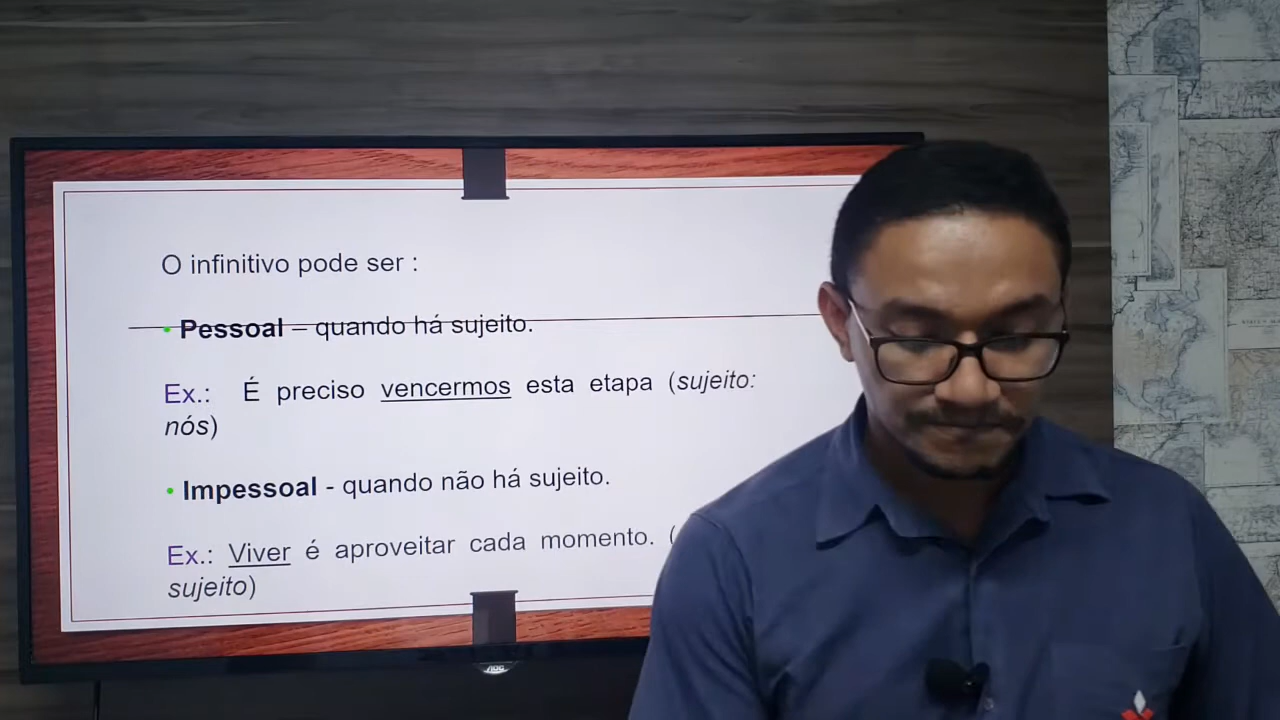 O infinitivo pode ser :
• Pessoal – quando há sujeito.
Ex.: É preciso vencermos esta etapa (sujeito:
nós)
• Impessoal - quando não há sujeito.
Ex.: Viver é aproveitar cada momento. (
sujeito)
AOC